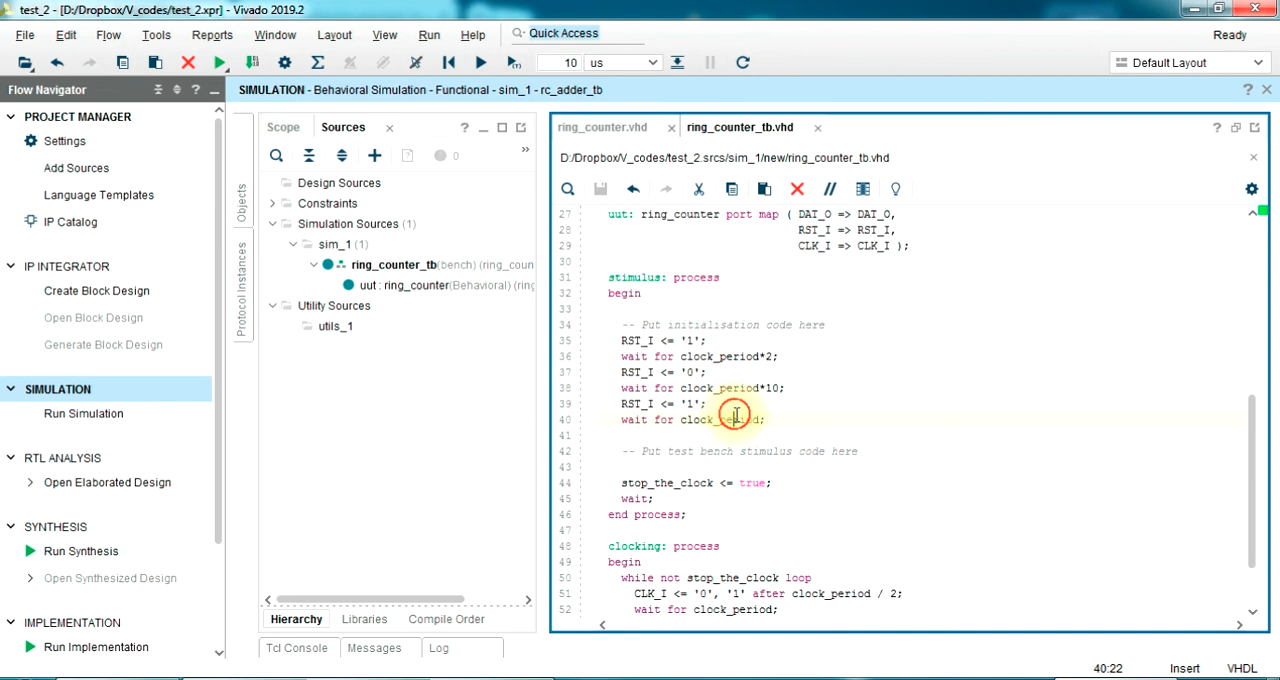 test_2 - [D:/Dropbox/V_codes/test_2.xpr] - Vivado 2019.2
File Edit Flow Tools Reports Window Layout View Run Help Quick Access Ready
10 us Default Layout
Flow Navigator
SIMULATION - Behavioral Simulation - Functional - sim_1 - rc_adder_tb
PROJECT MANAGER
Settings
Add Sources
Language Templates
IP Catalog
IP INTEGRATOR
Create Block Design
Open Block Design
Generate Block Design
SIMULATION
Run Simulation
RTL ANALYSIS
Open Elaborated Design
SYNTHESIS
Run Synthesis
Open Synthesized Design
IMPLEMENTATION
Run Implementation
Objects
Protocol Instances
Scope Sources
0
Design Sources
Constraints
Simulation Sources (1)
sim_1 (1)
ring_counter_tb(bench) (ring_coun
uut : ring_counter(Behavioral) (ring
Utility Sources
utils_1
Hierarchy Libraries Compile Order
Tcl Console Messages Log
ring_counter.vhd ring_counter_tb.vhd
D:/Dropbox/V_codes/test_2.srcs/sim_1/new/ring_counter_tb.vhd
27 uut: ring_counter port map ( DAT_O => DAT_O,
28 RST_I => RST_I,
29 CLK_I => CLK_I );
30
31 stimulus: process
32 begin
33
34 -- Put initialisation code here
35 RST_I <= '1';
36 wait for clock_period*2;
37 RST_I <= '0';
38 wait for clock_period*10;
39 RST_I <= '1';
40 wait for clock_period;
41
42 -- Put test bench stimulus code here
43
44 stop_the_clock <= true;
45 wait;
46 end process;
47
48 clocking: process
49 begin
50 while not stop_the_clock loop
51 CLK_I <= '0', '1' after clock_period / 2;
52 wait for clock_period;
40:22 Insert VHDL